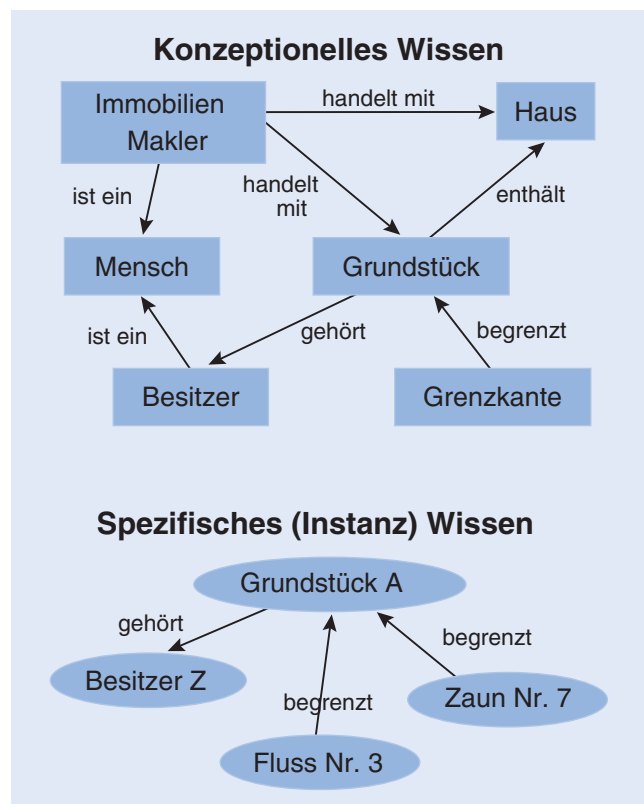 Konzeptionelles Wissen
Immobilien
Makler
handelt mit
Haus
ist ein
handelt
mit
enthält
Mensch
Grundstück
ist ein
gehört
begrenzt
Besitzer
Grenzkante
Spezifisches (Instanz) Wissen
Grundstück A
gehört
begrenzt
Besitzer Z
begrenzt
Zaun Nr. 7
Fluss Nr. 3